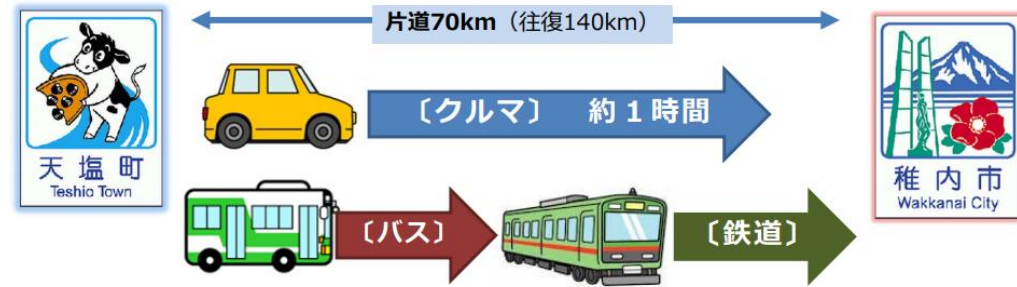 片道70km（往復140km）
天塩町
Teshio Town
〔クルマ〕　約１時間
稚内市
Wakkanai City
〔バス〕
〔鉄道〕